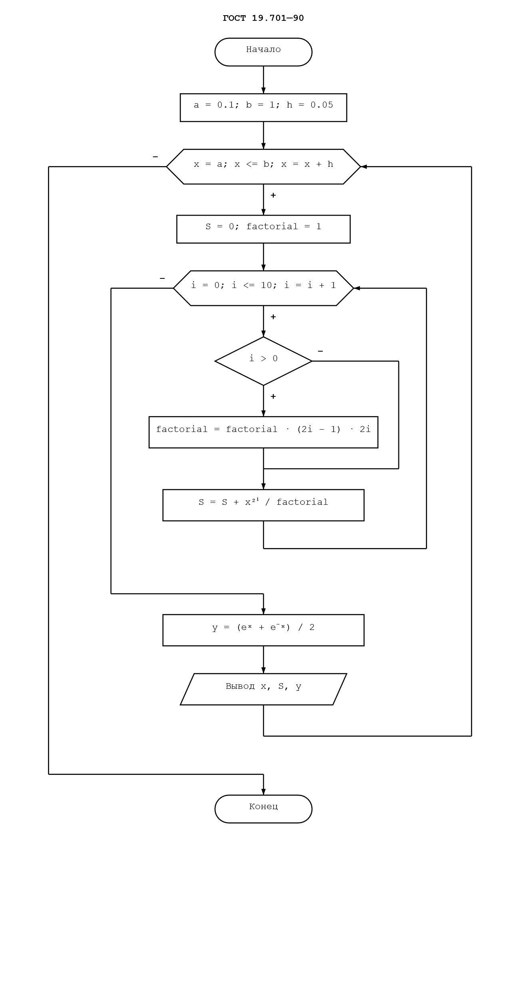 ГОСТ 19.701—90
Начало
a = 0.1; b = 1; h = 0.05
–
x = a; x <= b; x = x + h
+
S = 0; factorial = 1
–
i = 0; i <= 10; i = i + 1
+
–
i > 0
+
factorial = factorial · (2i – 1) · 2i
S = S + x²ⁱ / factorial
y = (eˣ + e⁻ˣ) / 2
Вывод x, S, y
Конец